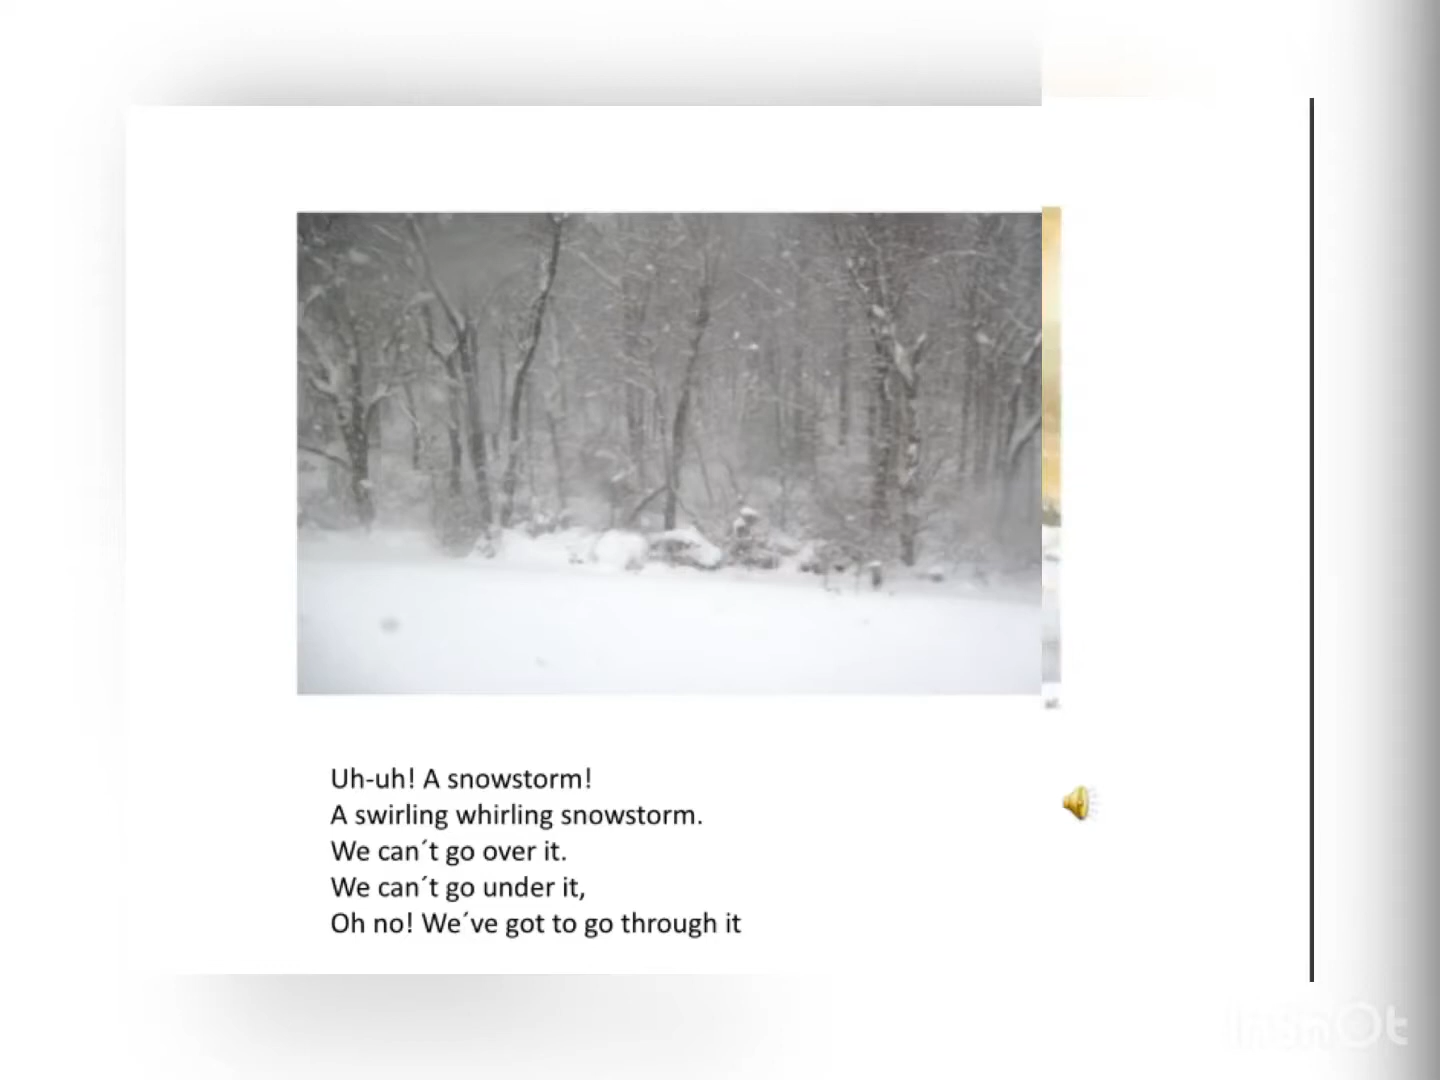 Uh-uh! A snowstorm!
A swirling whirling snowstorm.
We can´t go over it.
We can´t go under it,
Oh no! We´ve got to go through it
InShOt